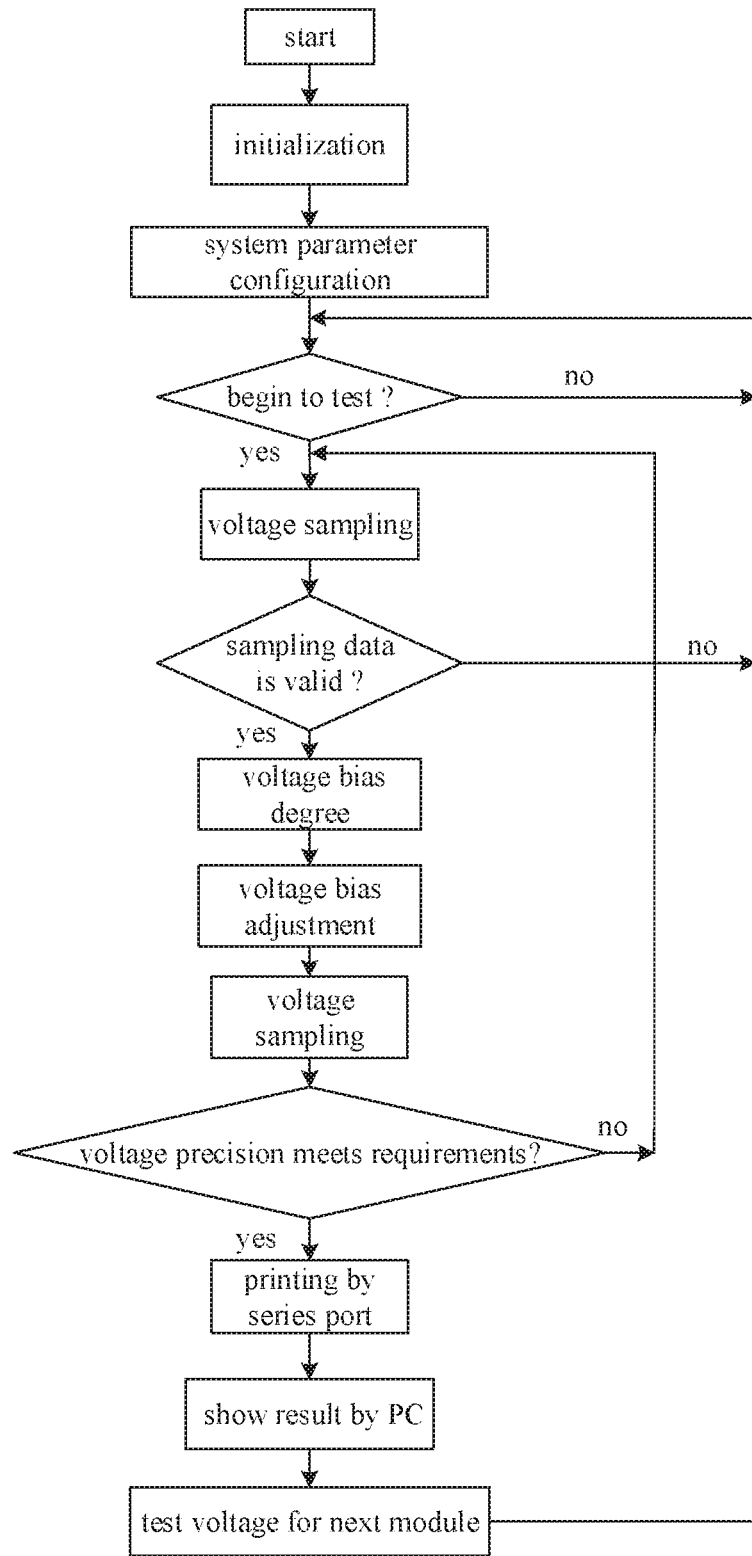 start
initialization
system parameter
configuration
begin to test ?
no
yes
voltage sampling
sampling data
is valid ?
no
yes
voltage bias
degree
voltage bias
adjustment
voltage
sampling
voltage precision meets requirements?
no
yes
printing by
series port
show result by PC
test voltage for next module